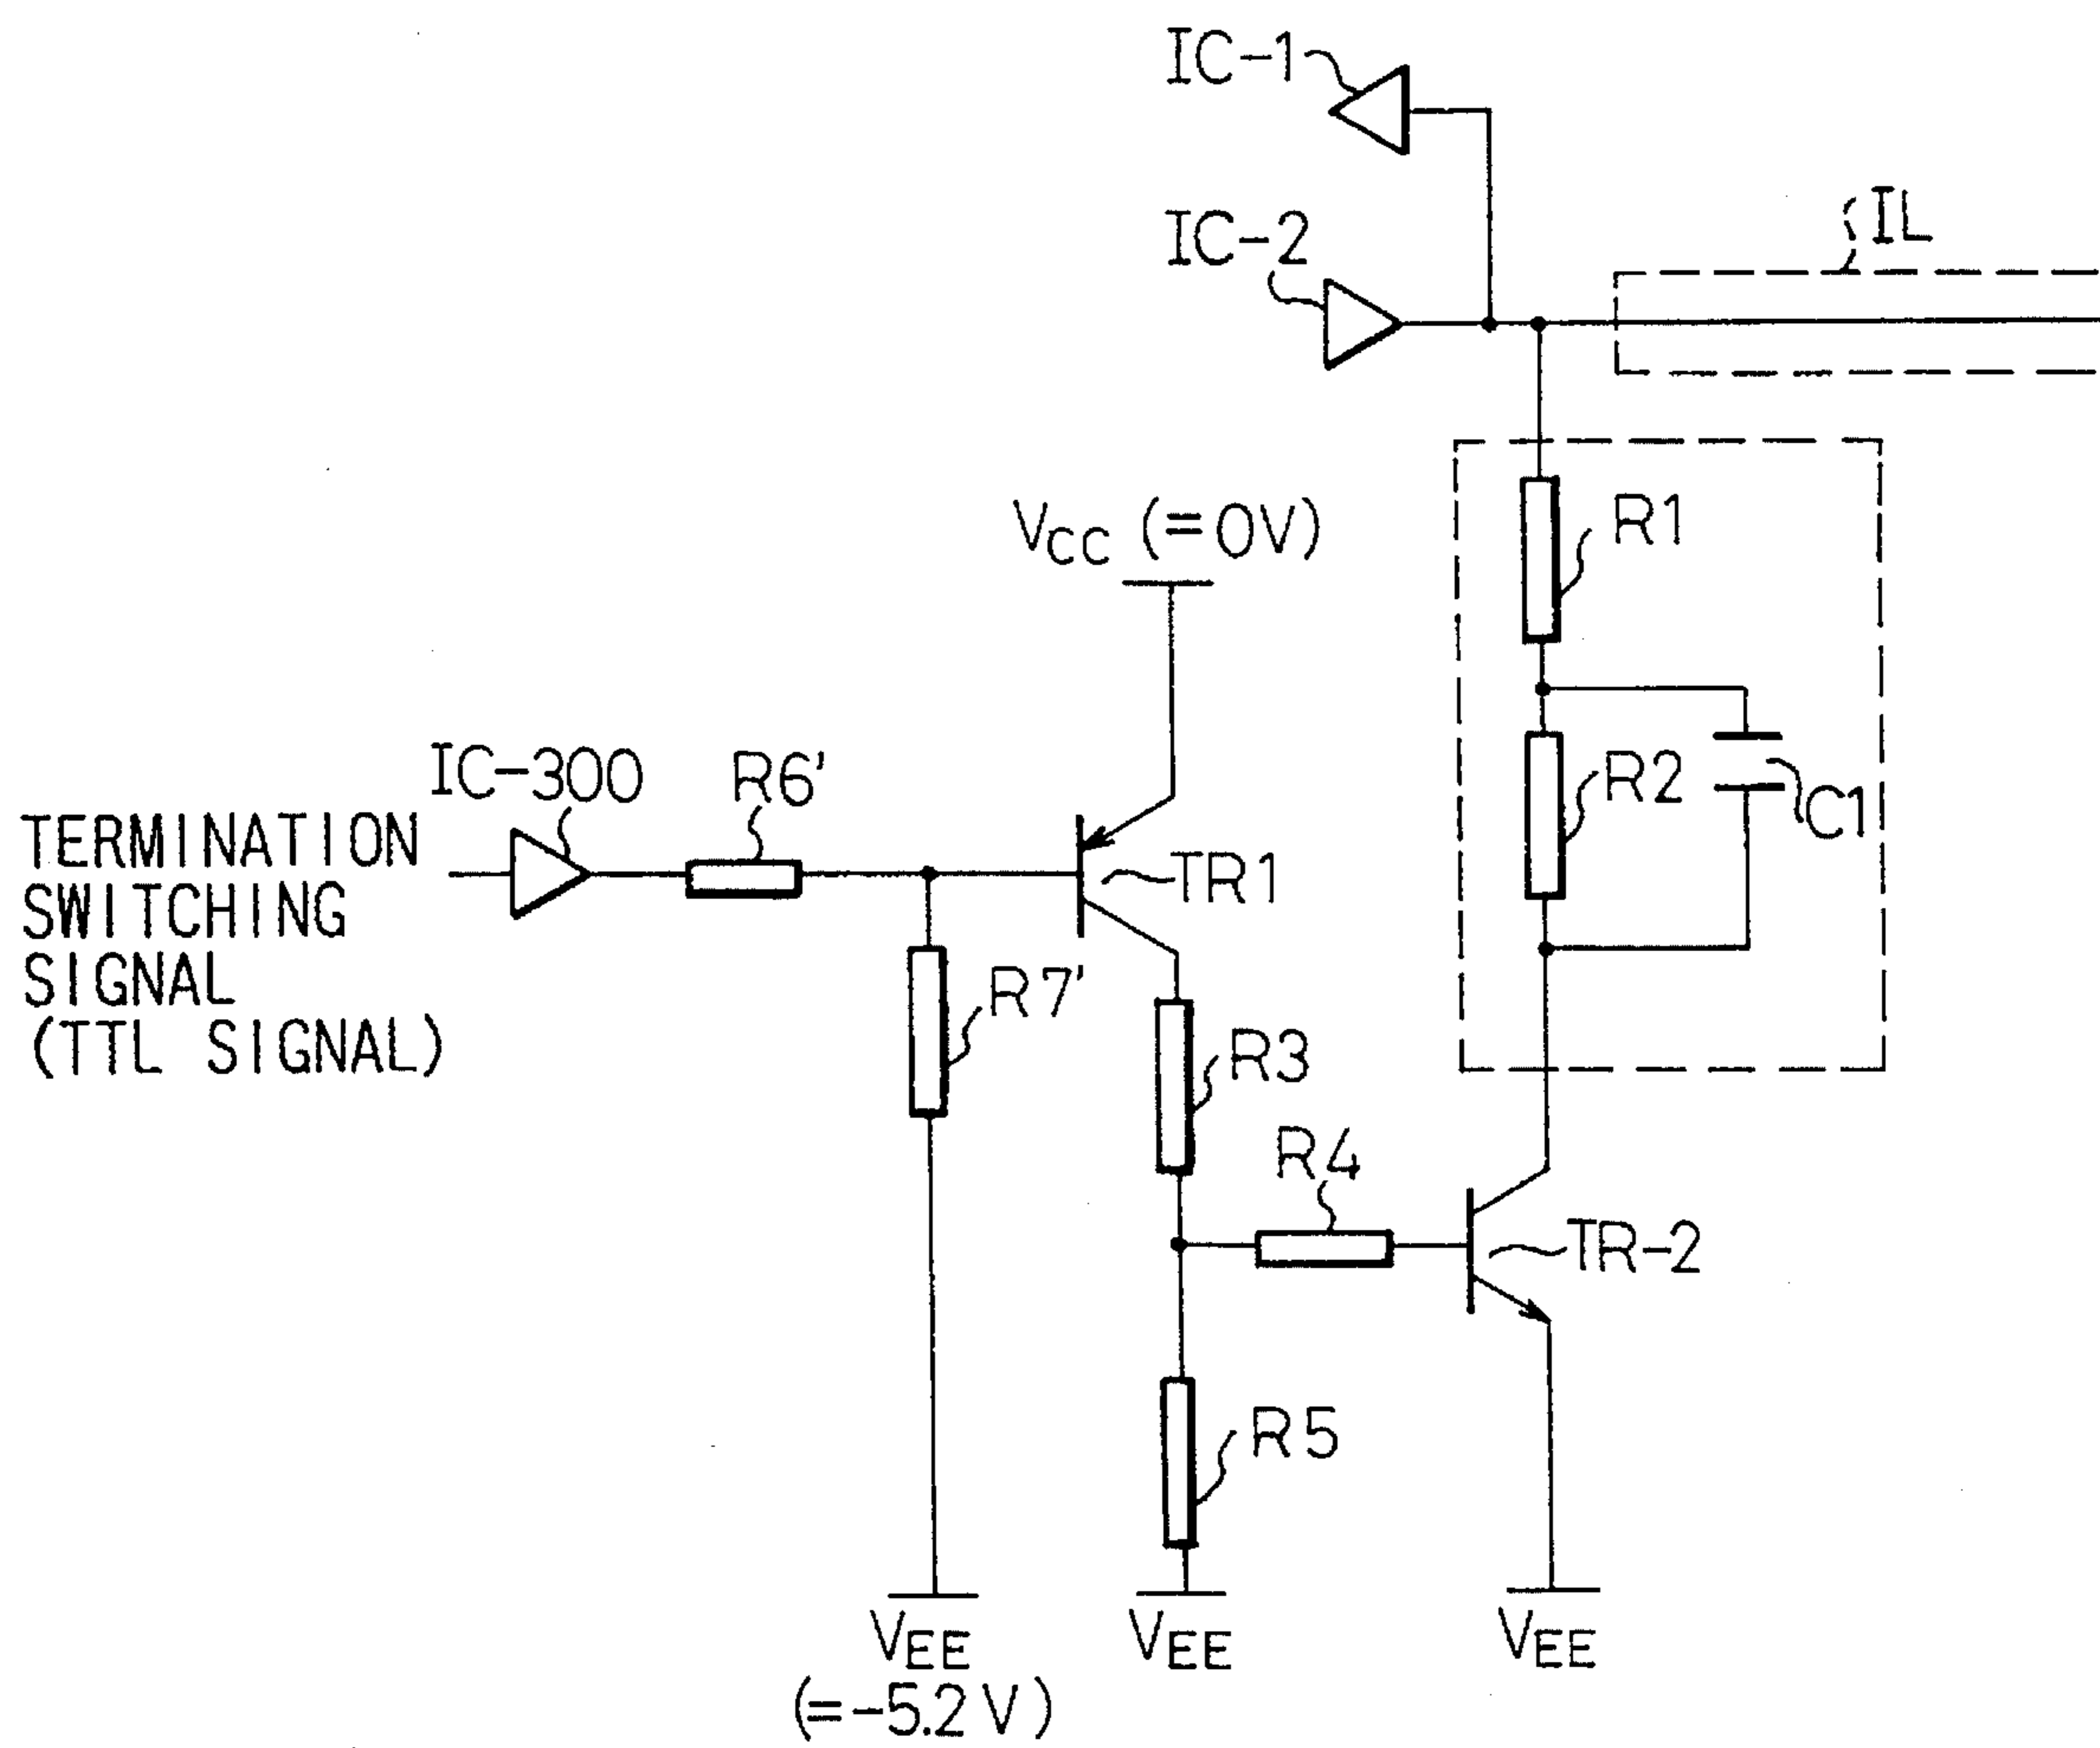 IC-1
IC-2
IL
VCC (=0V)
R1
IC-300
R6'
R2
C1
TERMINATION
SWITCHING
SIGNAL
(TTL SIGNAL)
TR1
R7'
R3
R4
TR-2
R5
VEE
(=-5.2V)
VEE
VEE